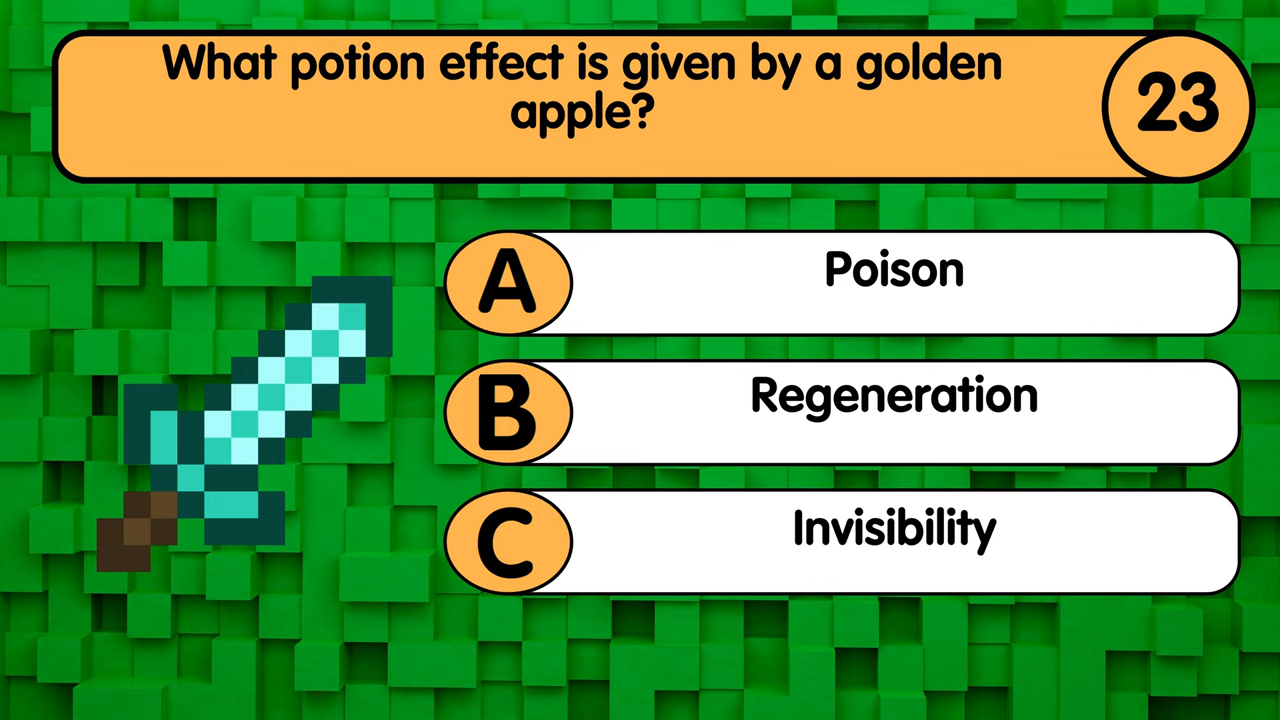 What potion effect is given by a golden
apple?
23
A
Poison
B
Regeneration
C
Invisibility